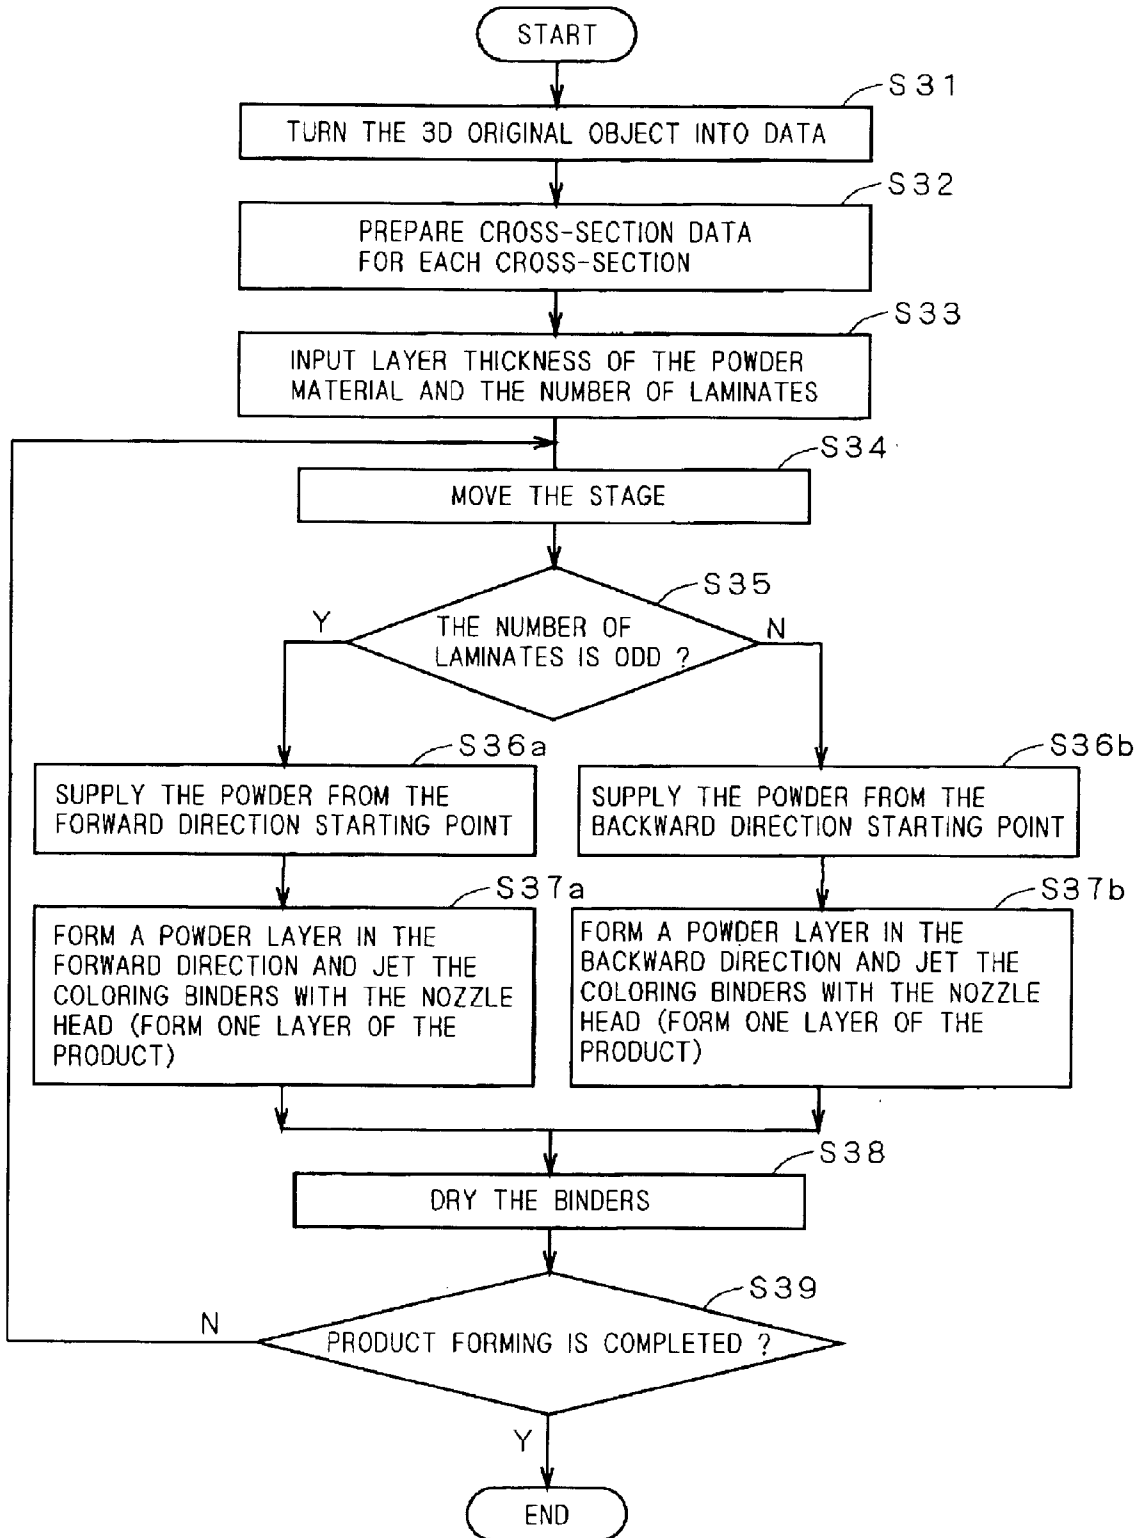 START
S31
TURN THE 3D ORIGINAL OBJECT INTO DATA
S32
PREPARE CROSS-SECTION DATA
FOR EACH CROSS-SECTION
S33
INPUT LAYER THICKNESS OF THE POWDER
MATERIAL AND THE NUMBER OF LAMINATES
S34
MOVE THE STAGE
S35
Y
THE NUMBER OF
LAMINATES IS ODD ?
N
S36a
SUPPLY THE POWDER FROM THE
FORWARD DIRECTION STARTING POINT
S36b
SUPPLY THE POWDER FROM THE
BACKWARD DIRECTION STARTING POINT
S37a
FORM A POWDER LAYER IN THE
FORWARD DIRECTION AND JET THE
COLORING BINDERS WITH THE NOZZLE
HEAD (FORM ONE LAYER OF THE
PRODUCT)
S37b
FORM A POWDER LAYER IN THE
BACKWARD DIRECTION AND JET THE
COLORING BINDERS WITH THE NOZZLE
HEAD (FORM ONE LAYER OF THE
PRODUCT)
S38
DRY THE BINDERS
S39
N
PRODUCT FORMING IS COMPLETED ?
Y
END